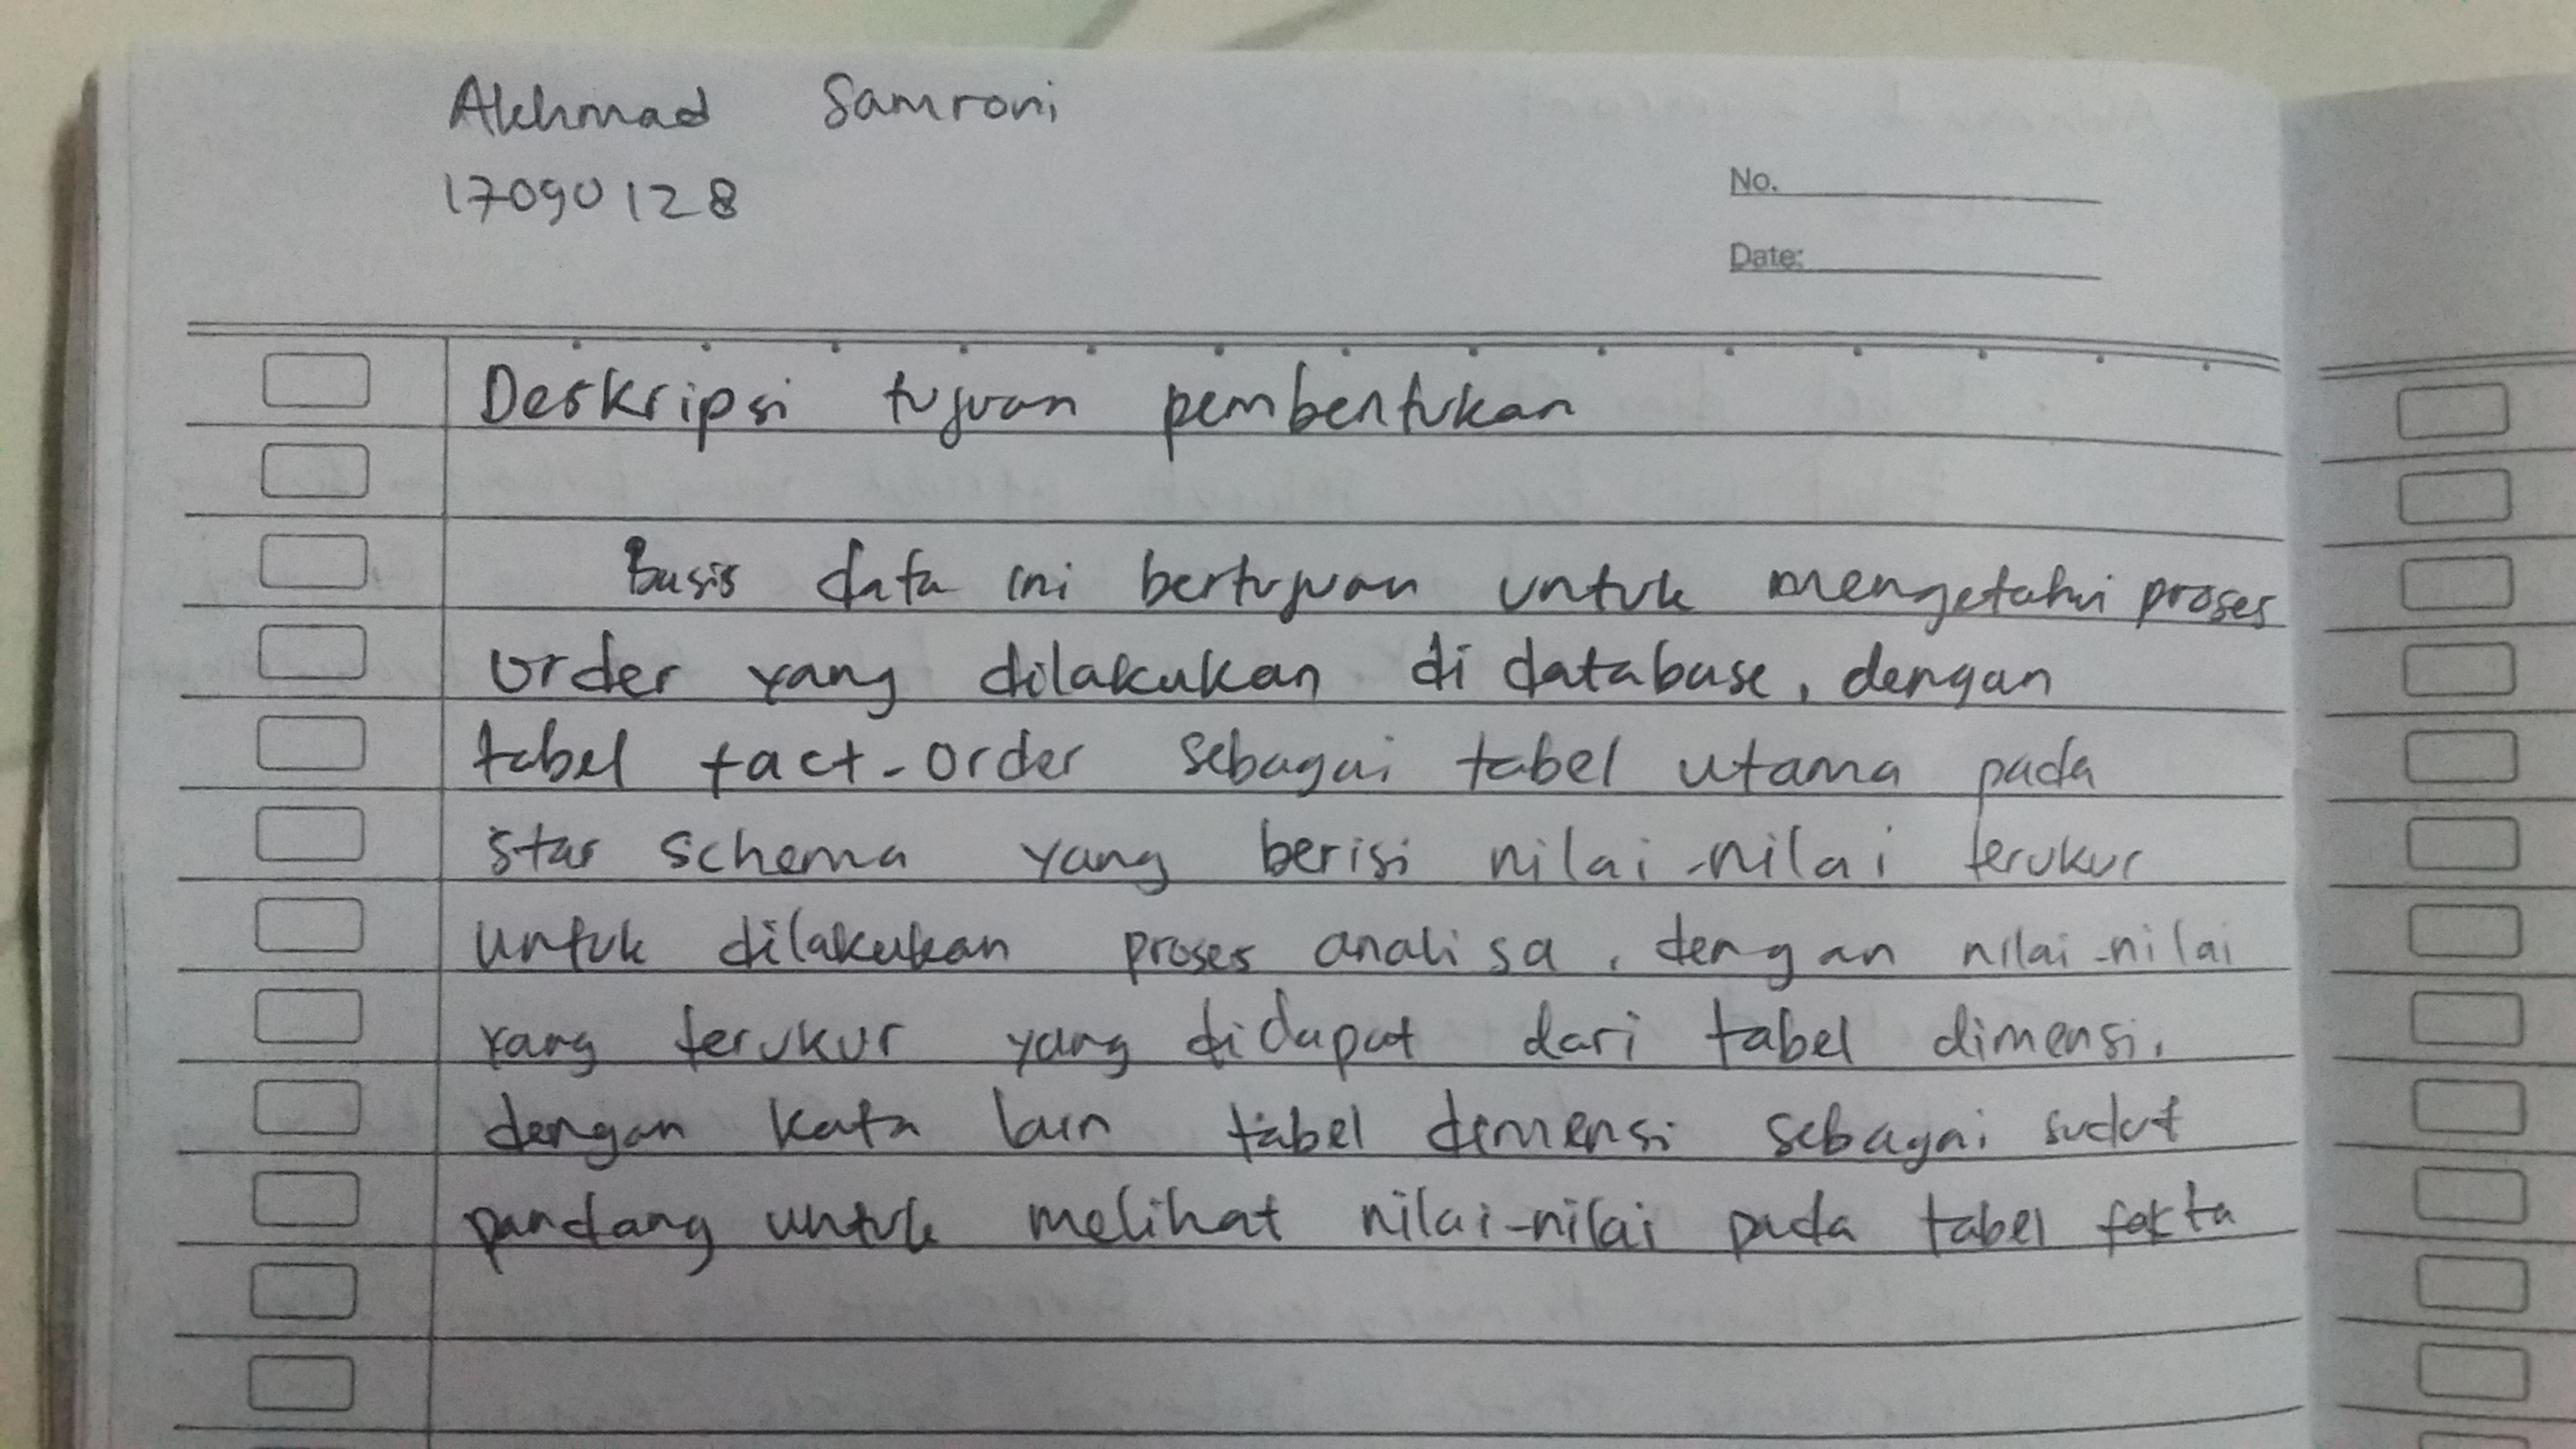 Akhmad Samroni
17090128
No.
Date:
Deskripsi tujuan pembentukan
Basis data ini bertujuan untuk mengetahui proses
order yang dilakukan di database, dengan
tabel fact-order sebagai tabel utama pada
star schema yang berisi nilai-nilai terukur
untuk dilakukan proses analisa, dengan nilai-nilai
yang terukur yang didapat dari tabel dimensi.
dengan kata lain tabel dimensi sebagai sudut
pandang untuk melihat nilai-nilai pada tabel fakta